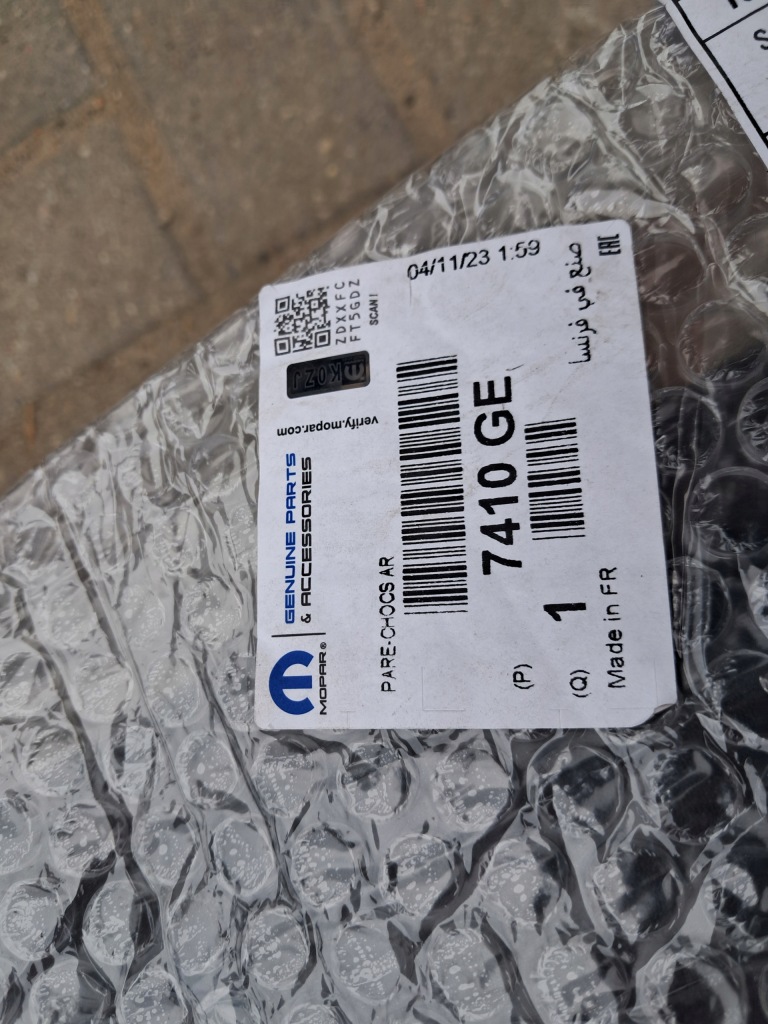 ZDXXFC
FT5GDZ
SCAN!
verify.mopar.com
MOPAR®
GENUINE PARTS
& ACCESSORIES
04/11/23 1:59
PARE-CHOCS AR
(P) 7410 GE
(Q) 1
Made in FR
صنع في فرنسا
EAC